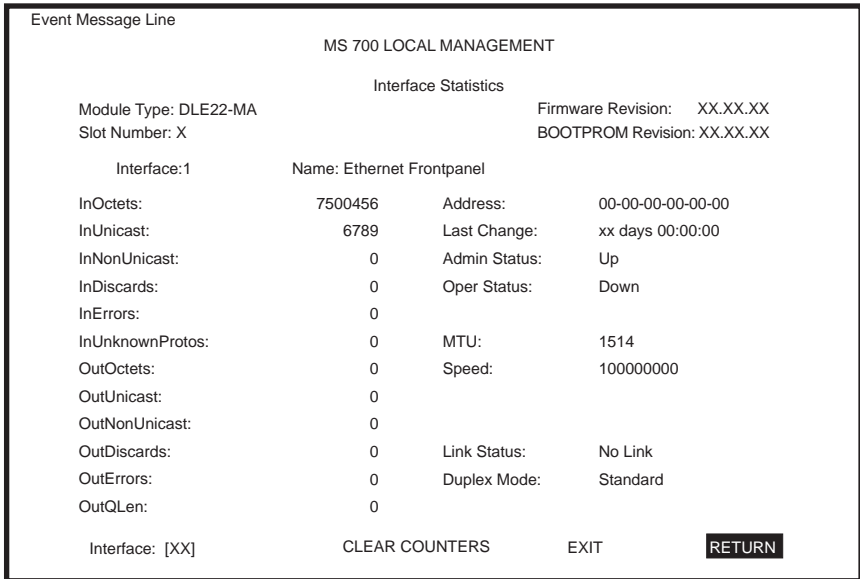 Event Message Line
MS 700 LOCAL MANAGEMENT
Interface Statistics
Module Type: DLE22-MA Firmware Revision: XX.XX.XX
Slot Number: X BOOTPROM Revision: XX.XX.XX
Interface:1 Name: Ethernet Frontpanel
InOctets: 7500456 Address: 00-00-00-00-00-00
InUnicast: 6789 Last Change: xx days 00:00:00
InNonUnicast: 0 Admin Status: Up
InDiscards: 0 Oper Status: Down
InErrors: 0
InUnknownProtos: 0 MTU: 1514
OutOctets: 0 Speed: 100000000
OutUnicast: 0
OutNonUnicast: 0
OutDiscards: 0 Link Status: No Link
OutErrors: 0 Duplex Mode: Standard
OutQLen: 0
Interface: [XX] CLEAR COUNTERS EXIT RETURN